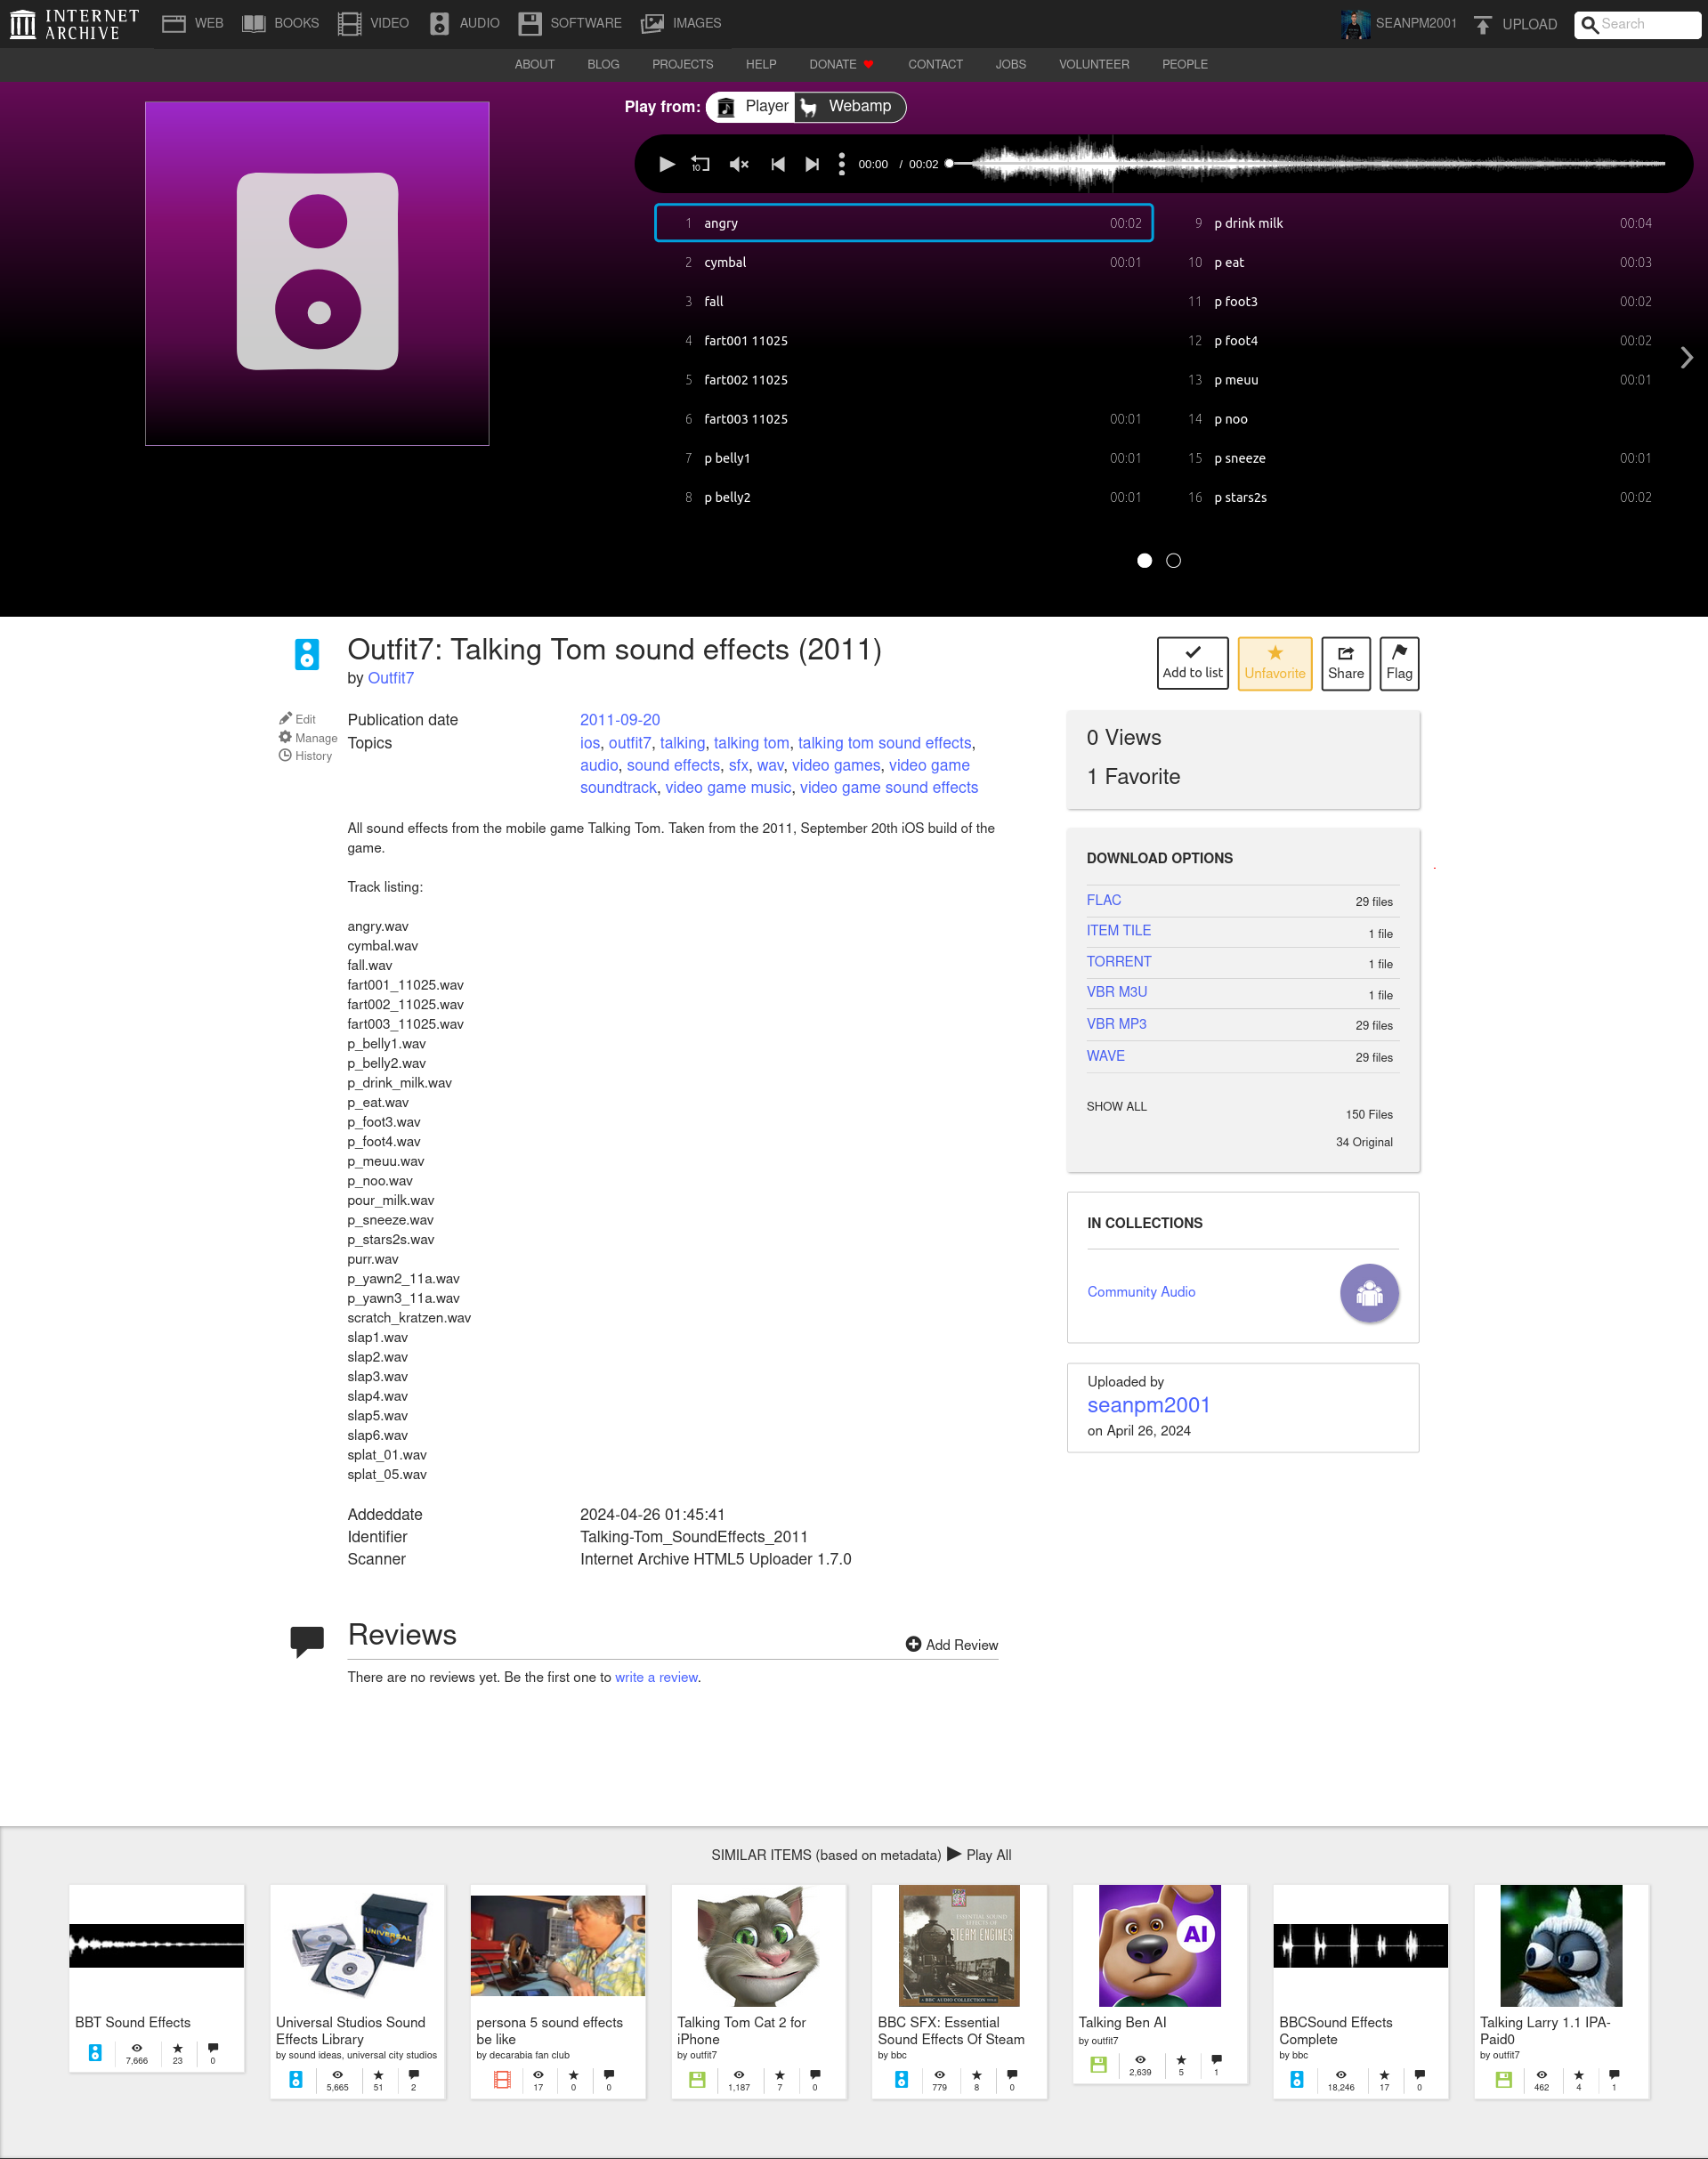 INTERNET ARCHIVE
WEB BOOKS VIDEO AUDIO SOFTWARE IMAGES SEANPM2001 UPLOAD Search
ABOUT BLOG PROJECTS HELP DONATE CONTACT JOBS VOLUNTEER PEOPLE
Play from: Player Webamp
10 00:00 / 00:02
1 angry 00:02
2 cymbal 00:01
3 fall
4 fart001 11025
5 fart002 11025
6 fart003 11025 00:01
7 p belly1 00:01
8 p belly2 00:01
9 p drink milk 00:04
10 p eat 00:03
11 p foot3 00:02
12 p foot4 00:02
13 p meuu 00:01
14 p noo
15 p sneeze 00:01
16 p stars2s 00:02
Outfit7: Talking Tom sound effects (2011)
by Outfit7
Add to list Unfavorite Share Flag
Edit
Manage
History
Publication date 2011-09-20
Topics ios, outfit7, talking, talking tom, talking tom sound effects,
audio, sound effects, sfx, wav, video games, video game
soundtrack, video game music, video game sound effects
All sound effects from the mobile game Talking Tom. Taken from the 2011, September 20th iOS build of the
game.
Track listing:
angry.wav
cymbal.wav
fall.wav
fart001_11025.wav
fart002_11025.wav
fart003_11025.wav
p_belly1.wav
p_belly2.wav
p_drink_milk.wav
p_eat.wav
p_foot3.wav
p_foot4.wav
p_meuu.wav
p_noo.wav
pour_milk.wav
p_sneeze.wav
p_stars2s.wav
purr.wav
p_yawn2_11a.wav
p_yawn3_11a.wav
scratch_kratzen.wav
slap1.wav
slap2.wav
slap3.wav
slap4.wav
slap5.wav
slap6.wav
splat_01.wav
splat_05.wav
Addeddate 2024-04-26 01:45:41
Identifier Talking-Tom_SoundEffects_2011
Scanner Internet Archive HTML5 Uploader 1.7.0
0 Views
1 Favorite
DOWNLOAD OPTIONS
FLAC 29 files
ITEM TILE 1 file
TORRENT 1 file
VBR M3U 1 file
VBR MP3 29 files
WAVE 29 files
SHOW ALL 150 Files
34 Original
IN COLLECTIONS
Community Audio
Uploaded by
seanpm2001
on April 26, 2024
Reviews
Add Review
There are no reviews yet. Be the first one to write a review.
SIMILAR ITEMS (based on metadata) Play All
BBT Sound Effects
7,666 23 0
UNIVERSAL
Universal Studios Sound
Effects Library
by sound ideas, universal city studios
5,665 51 2
persona 5 sound effects
be like
by decarabia fan club
17 0 0
Talking Tom Cat 2 for
iPhone
by outfit7
1,187 7 0
ESSENTIAL SOUND
EFFECTS OF
STEAM ENGINES
A BBC AUDIO COLLECTION
BBC SFX: Essential
Sound Effects Of Steam
by bbc
779 8 0
AI
Talking Ben AI
by outfit7
2,639 5 1
BBCSound Effects
Complete
by bbc
18,246 17 0
Talking Larry 1.1 IPA-
Paid0
by outfit7
462 4 1